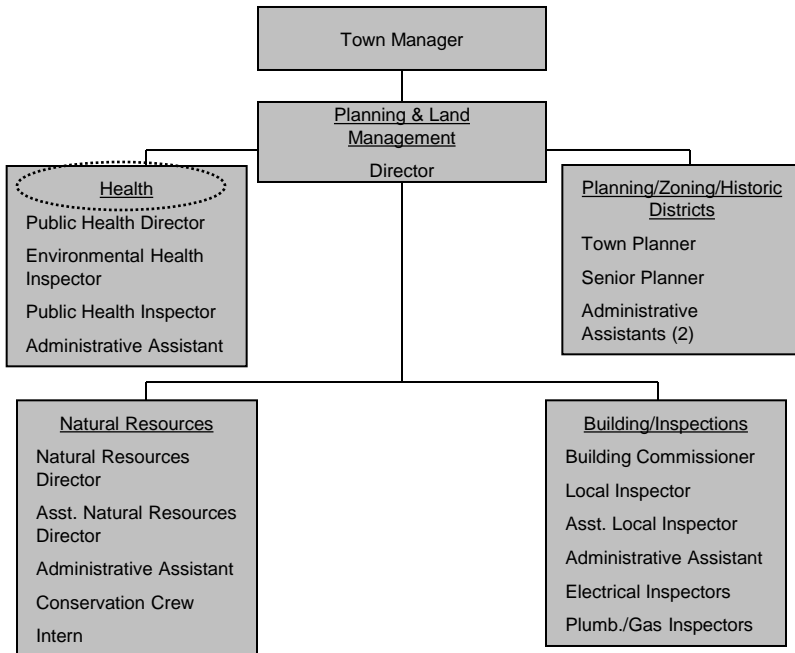 Town Manager
Planning & Land
Management
Director
Health
Public Health Director
Environmental Health
Inspector
Public Health Inspector
Administrative Assistant
Planning/Zoning/Historic
Districts
Town Planner
Senior Planner
Administrative
Assistants (2)
Natural Resources
Natural Resources
Director
Asst. Natural Resources
Director
Administrative Assistant
Conservation Crew
Intern
Building/Inspections
Building Commissioner
Local Inspector
Asst. Local Inspector
Administrative Assistant
Electrical Inspectors
Plumb./Gas Inspectors